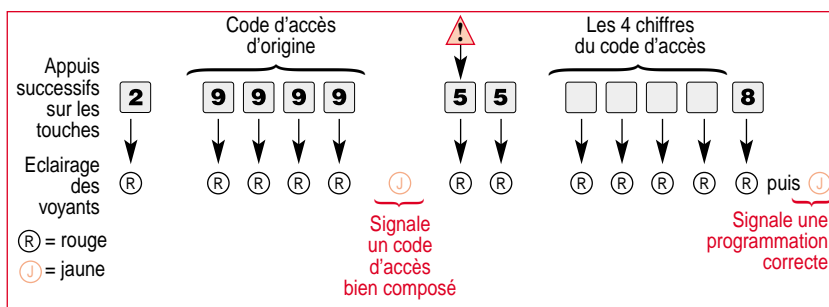 Code d'accès
d'origine
!
Les 4 chiffres
du code d'accès
Appuis
successifs
sur les
touches
2 9 9 9 9 5 5 8
Eclairage
des
voyants
R R R R R J R R R R R R R puis J
R = rouge
J = jaune
Signale
un code
d'accès
bien composé
Signale une
programmation
correcte